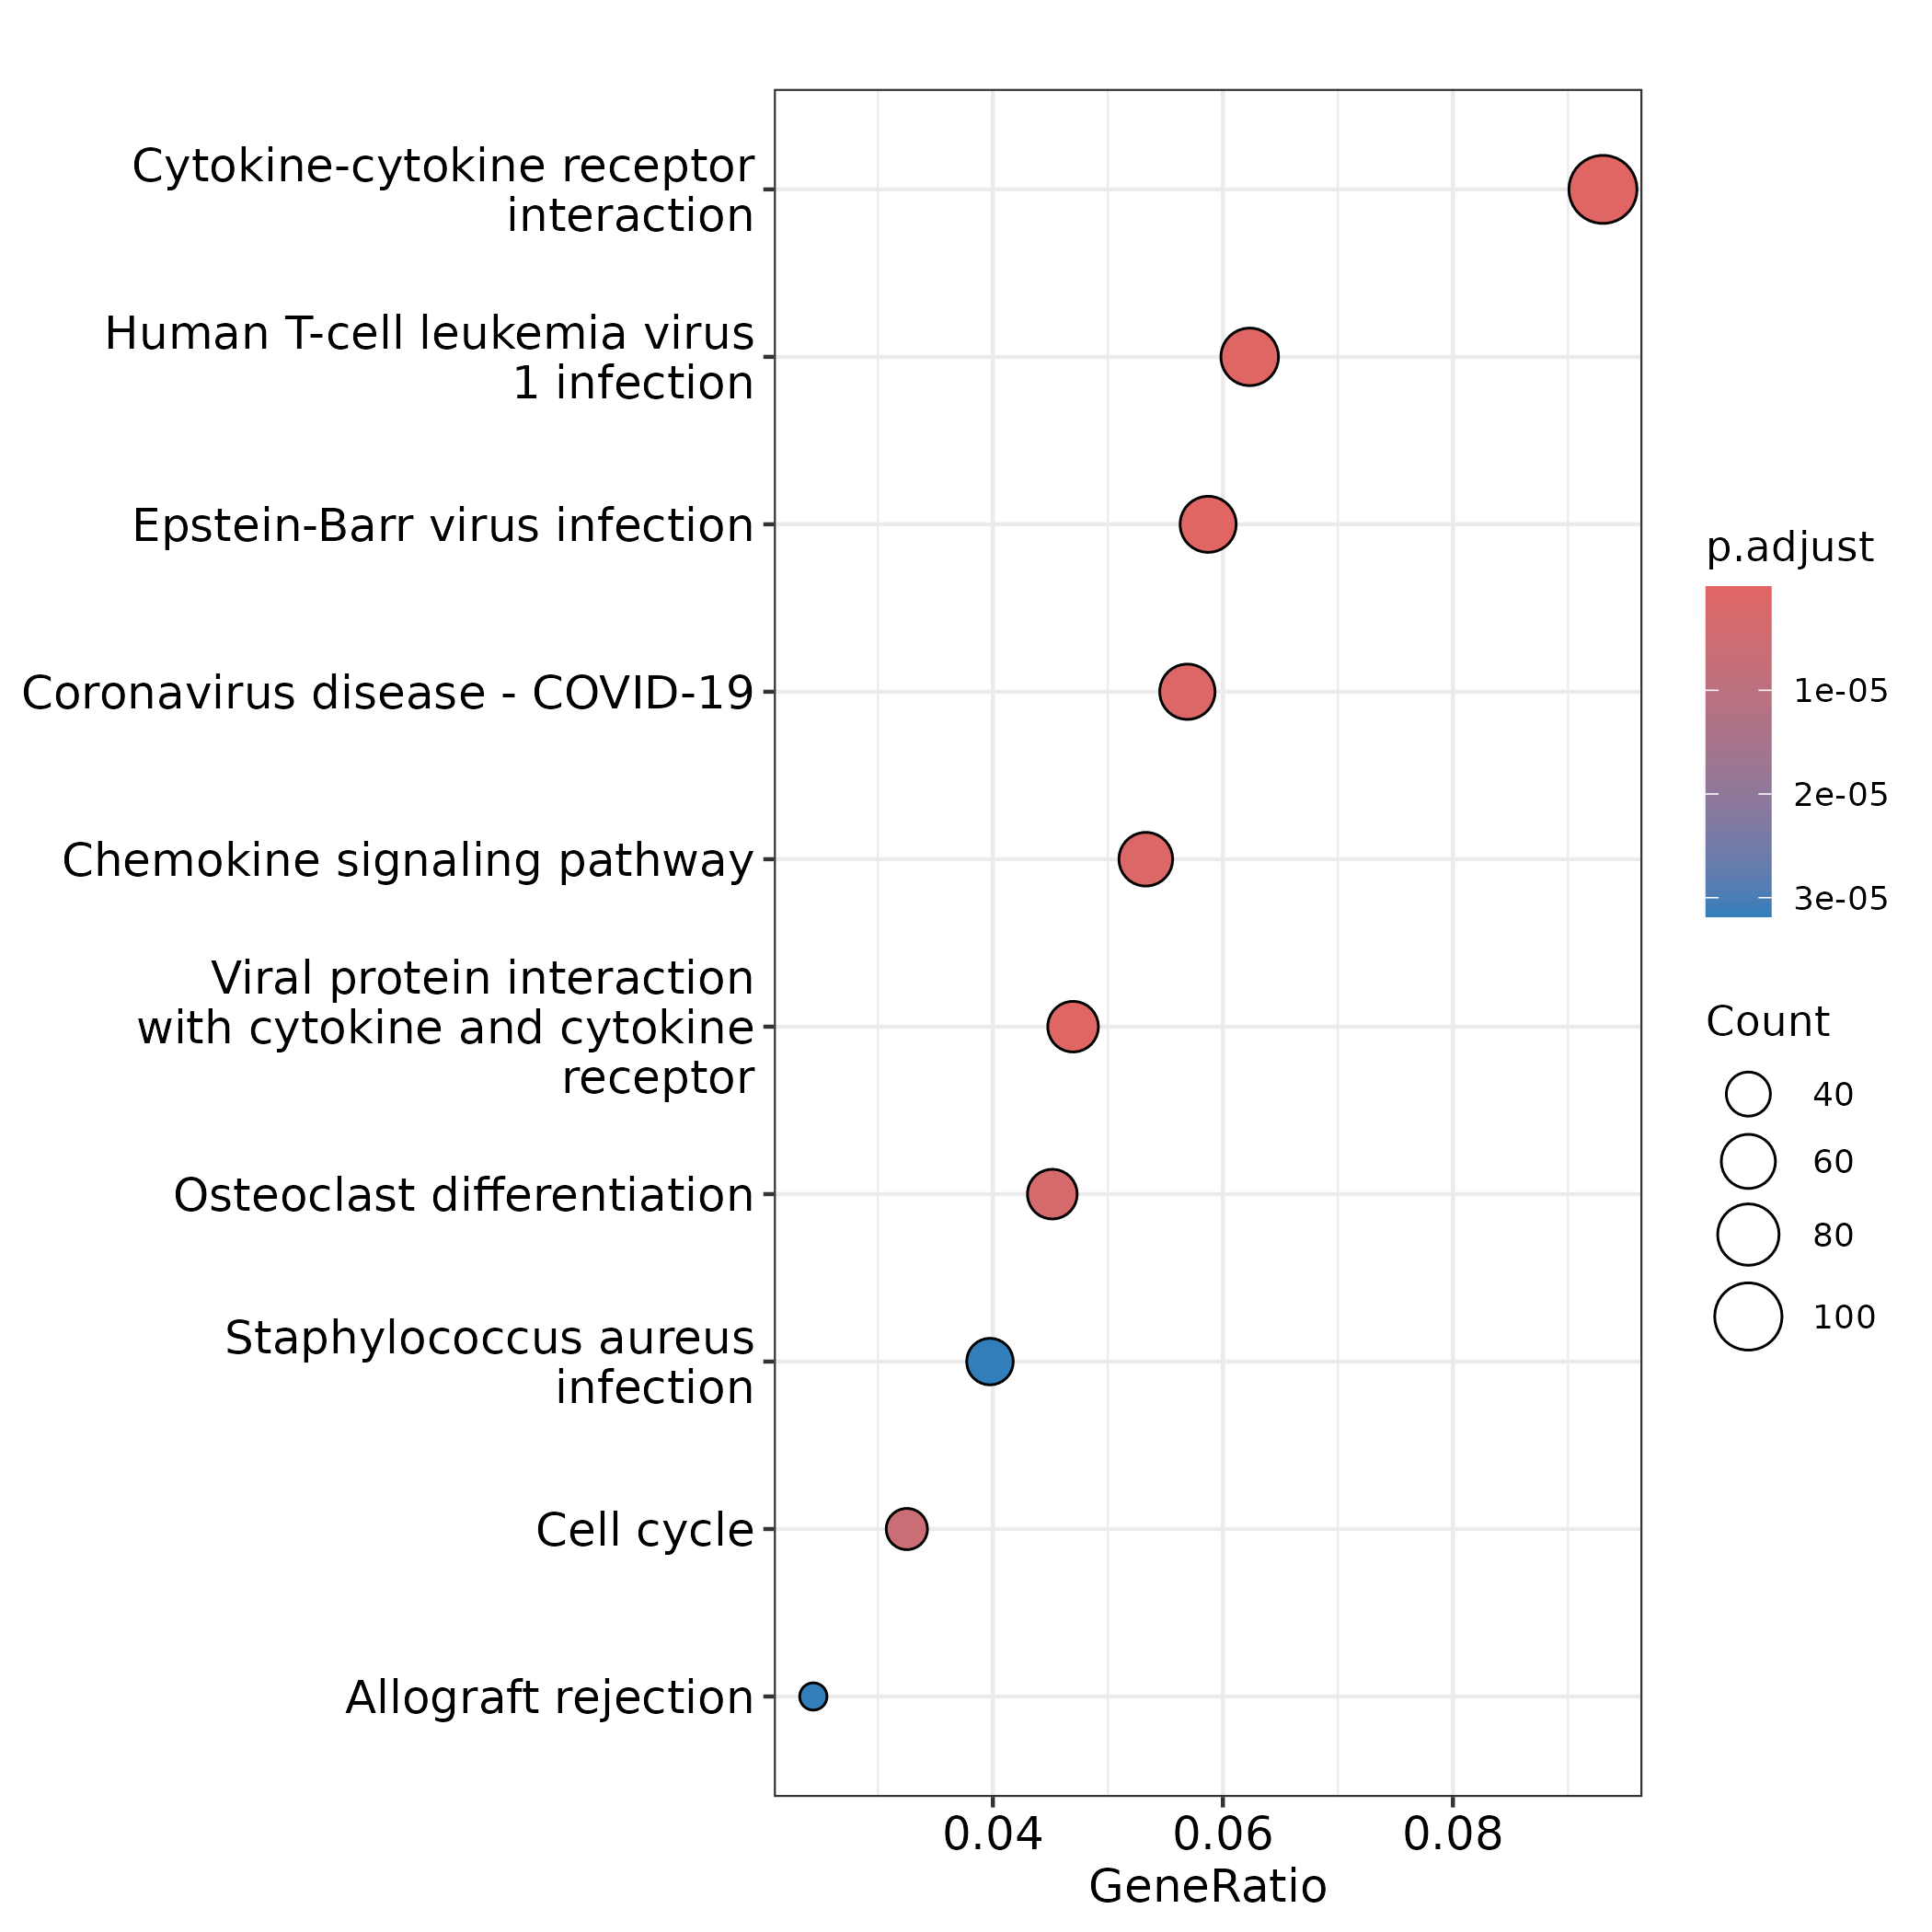 Cytokine-cytokine receptor
interaction
Human T-cell leukemia virus
1 infection
Epstein-Barr virus infection
Coronavirus disease - COVID-19
Chemokine signaling pathway
Viral protein interaction
with cytokine and cytokine
receptor
Osteoclast differentiation
Staphylococcus aureus
infection
Cell cycle
Allograft rejection
0.04
0.06
0.08
GeneRatio
p.adjust
1e-05
2e-05
3e-05
Count
40
60
80
100